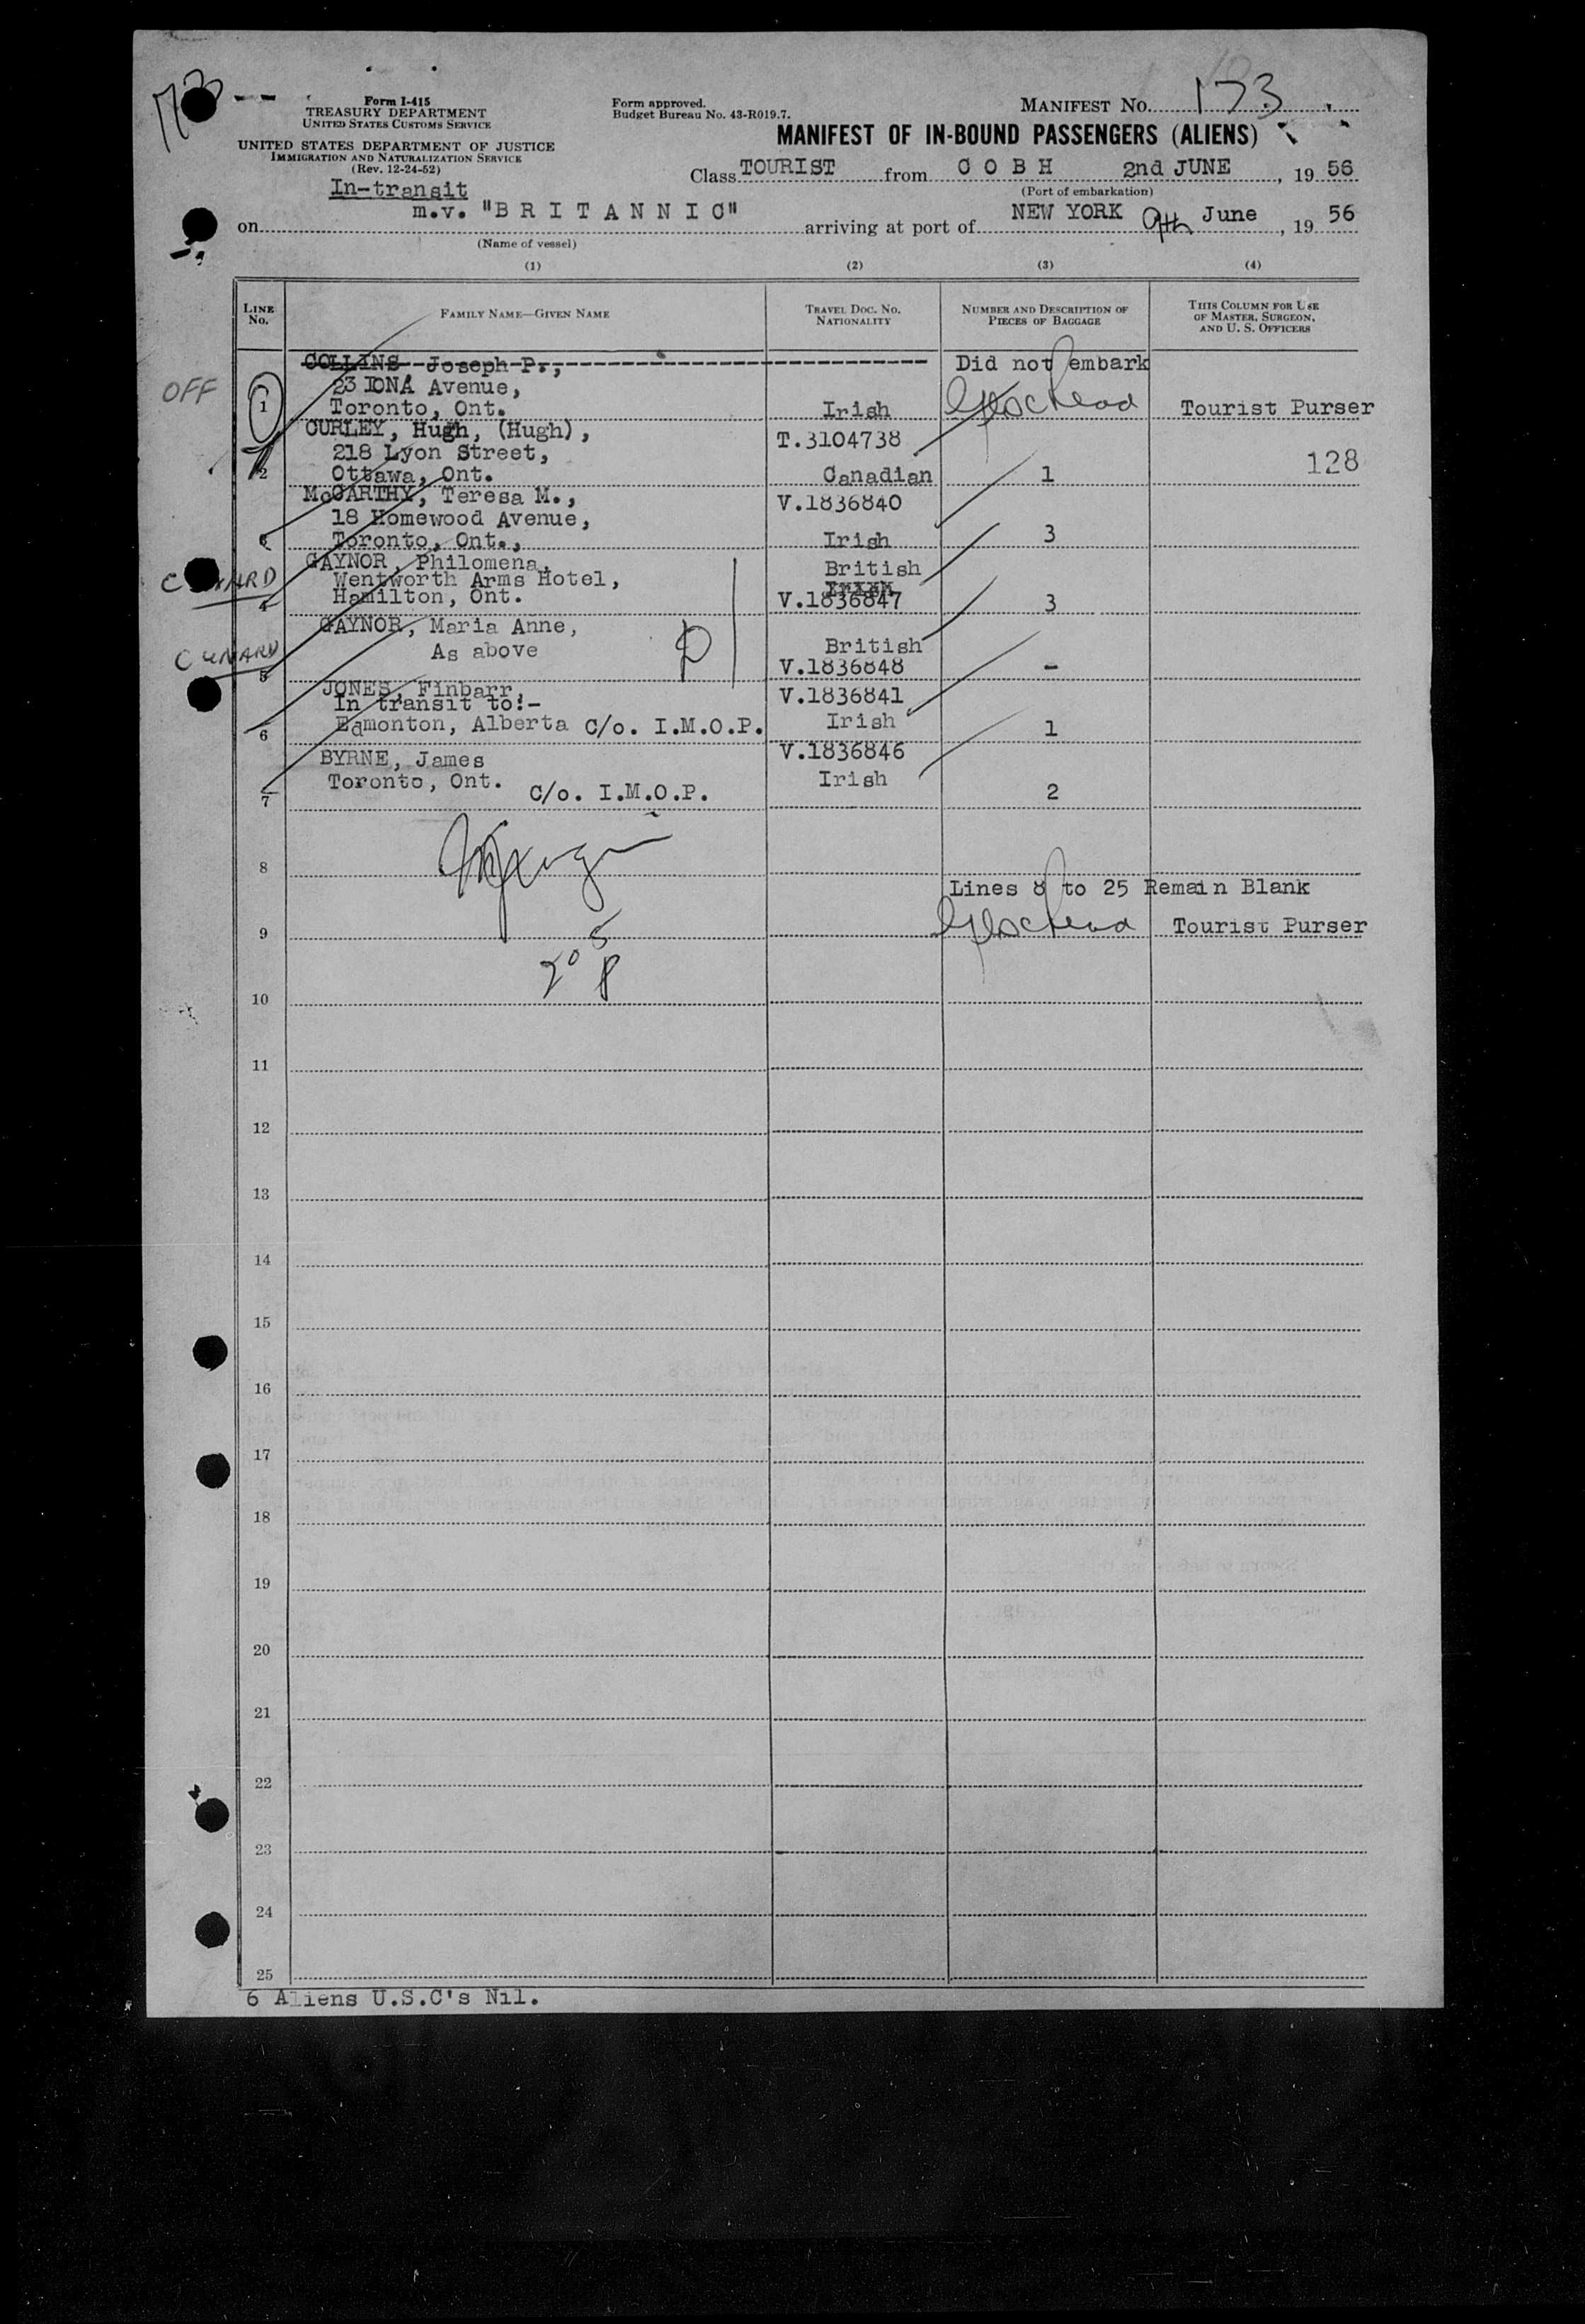 173
Form I-415
TREASURY DEPARTMENT
UNITED STATES CUSTOMS SERVICE
UNITED STATES DEPARTMENT OF JUSTICE
IMMIGRATION AND NATURALIZATION SERVICE
(Rev. 12-24-52)
Form approved.
Budget Bureau No. 43-R019.7.
MANIFEST NO. 173
MANIFEST OF IN-BOUND PASSENGERS (ALIENS)
Class TOURIST from C O B H 2nd JUNE, 19 56
(Port of embarkation)
In-transit
on m.v. "B R I T A N N I C" arriving at port of NEW YORK 9th June, 19 56
(Name of vessel)
(1) (2) (3) (4)
LINE No. FAMILY NAME—GIVEN NAME TRAVEL DOC. NO. NATIONALITY NUMBER AND DESCRIPTION OF PIECES OF BAGGAGE THIS COLUMN FOR USE OF MASTER, SURGEON, AND U. S. OFFICERS
COLLINS Joseph P., Did not embark
OFF 23 IONA Avenue,
1 Toronto, Ont. Irish Tourist Purser
CURLEY, Hugh, (Hugh), T.3104738
218 Lyon Street,
2 Ottawa, Ont. Canadian 1 128
McCARTHY, Teresa M., V.1836840
18 Homewood Avenue,
3 Toronto, Ont., Irish 3
GAYNOR, Philomena, British
CUNARD Wentworth Arms Hotel, Irish
4 Hamilton, Ont. V.1836847 3
GAYNOR, Maria Anne, British
CUNARD As above
5 V.1836848 -
JONES, Finbarr, V.1836841
In transit to:- Irish
6 Edmonton, Alberta C/o. I.M.O.P. 1
BYRNE, James V.1836846
Toronto, Ont. Irish
7 C/o. I.M.O.P. 2
8
Lines 8 to 25 Remain Blank
9 Tourist Purser
10
11
12
13
14
15
16
17
18
19
20
21
22
23
24
25
6 Aliens U.S.C's Nil.